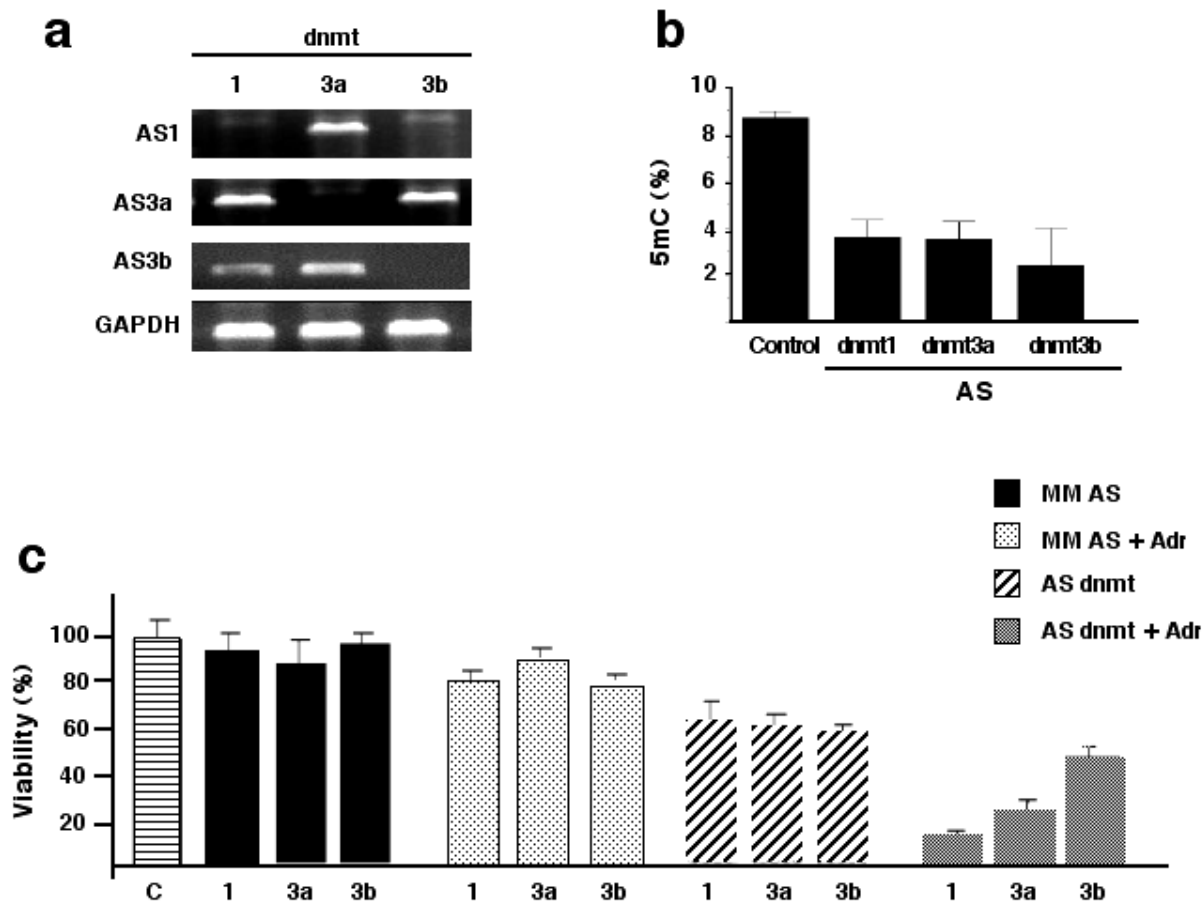 a
dnmt
1 3a 3b
AS1
AS3a
AS3b
GAPDH
b
10
8
6
4
2
5mC (%)
Control dnmt1 dnmt3a dnmt3b
AS
MM AS
MM AS + Adr
AS dnmt
AS dnmt + Adr
c
100
80
60
40
20
Viability (%)
C 1 3a 3b 1 3a 3b 1 3a 3b 1 3a 3b